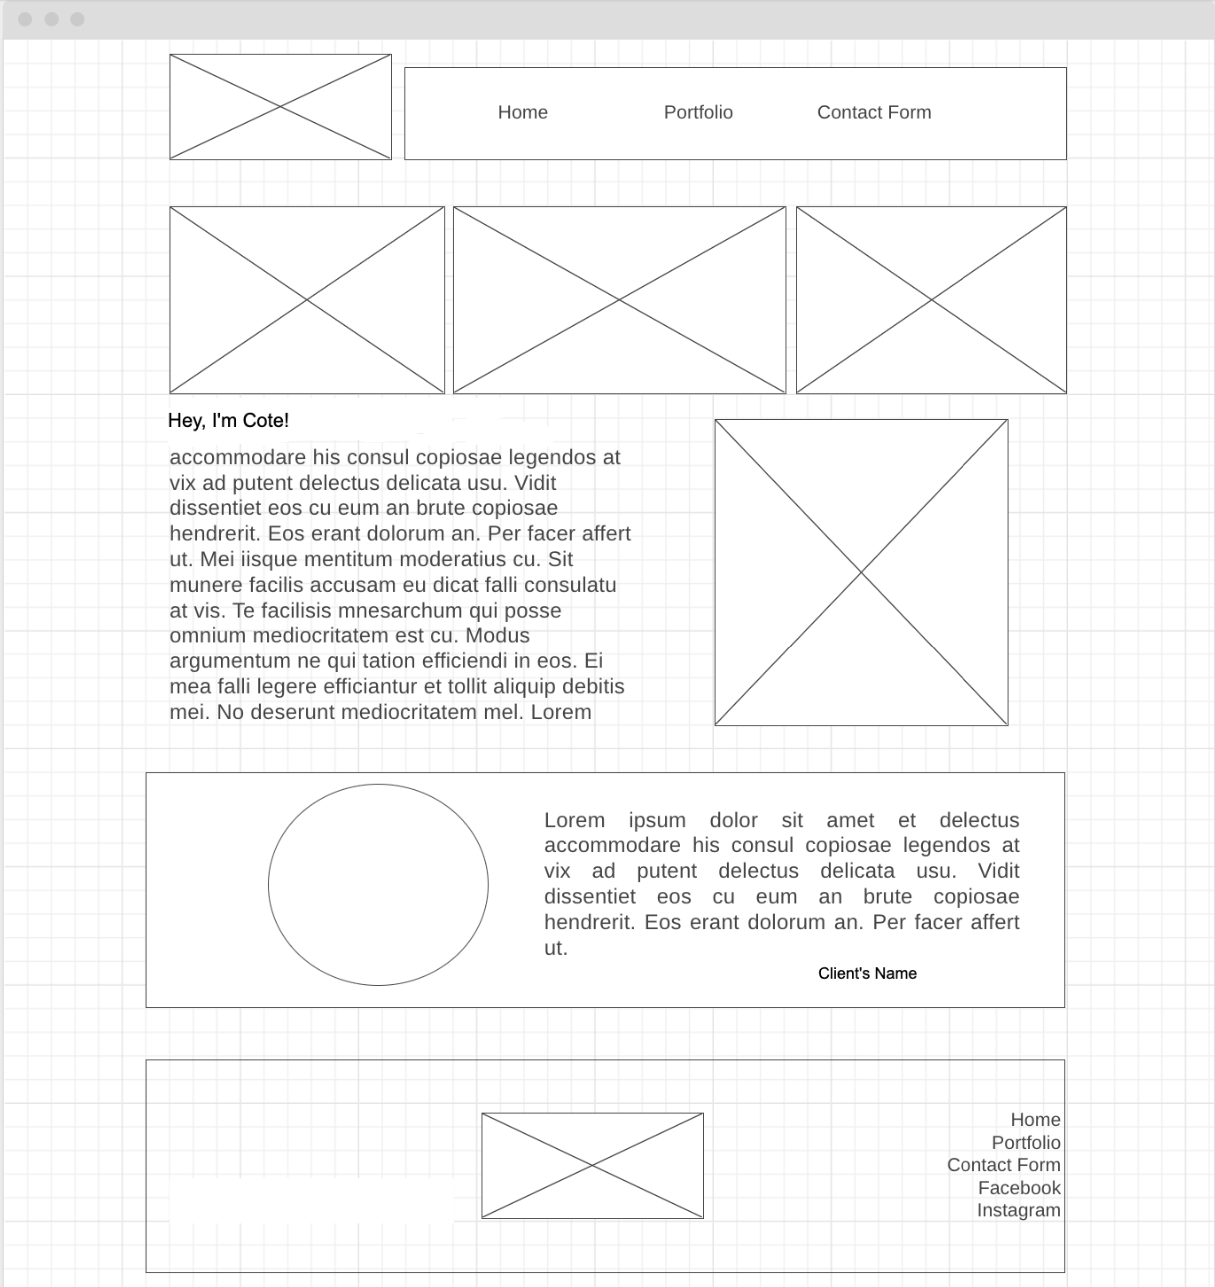 Home Portfolio Contact Form
Hey, I'm Cote!
accommodare his consul copiosae legendos at
vix ad putent delectus delicata usu. Vidit
dissentiet eos cu eum an brute copiosae
hendrerit. Eos erant dolorum an. Per facer affert
ut. Mei iisque mentitum moderatius cu. Sit
munere facilis accusam eu dicat falli consulatu
at vis. Te facilisis mnesarchum qui posse
omnium mediocritatem est cu. Modus
argumentum ne qui tation efficiendi in eos. Ei
mea falli legere efficiantur et tollit aliquip debitis
mei. No deserunt mediocritatem mel. Lorem
Lorem ipsum dolor sit amet et delectus
accommodare his consul copiosae legendos at
vix ad putent delectus delicata usu. Vidit
dissentiet eos cu eum an brute copiosae
hendrerit. Eos erant dolorum an. Per facer affert
ut.
Client's Name
Home
Portfolio
Contact Form
Facebook
Instagram